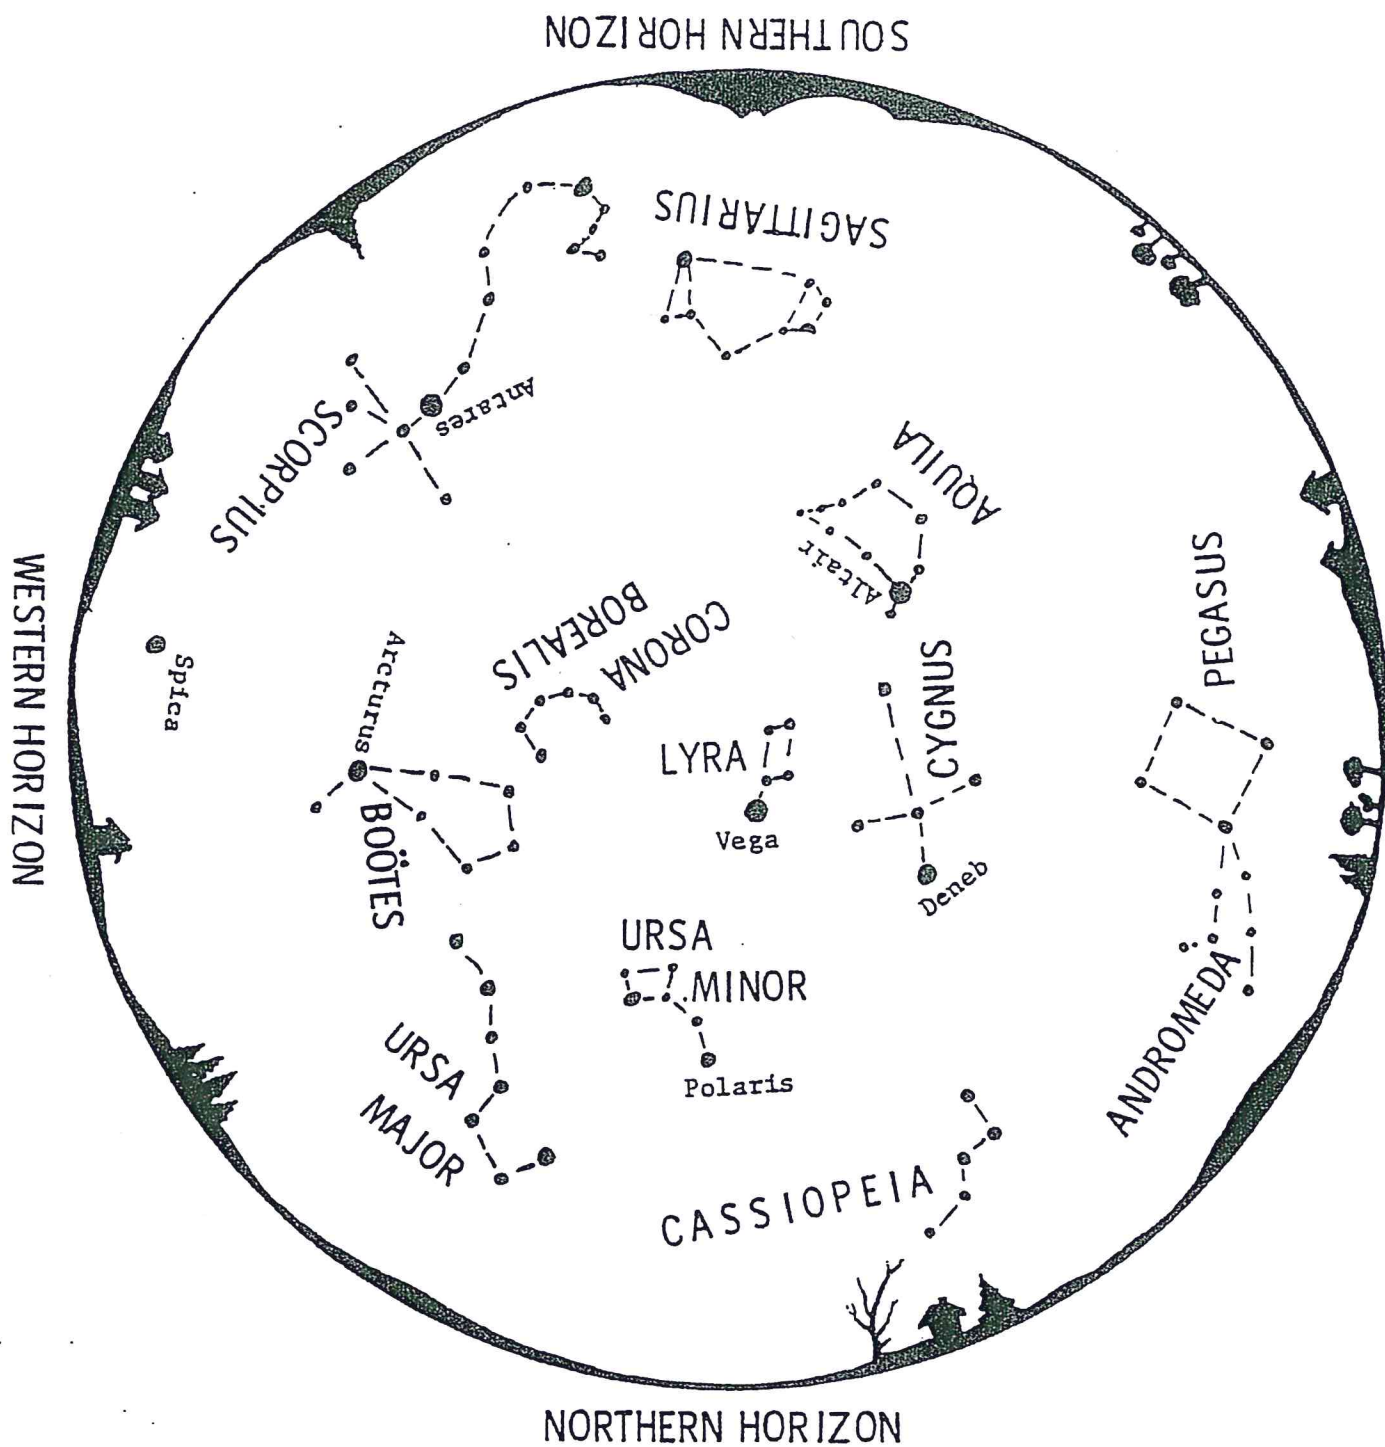 SOUTHERN HORIZON
SAGITTARIUS
Antares
SCORPIUS
AQUILA
Altair
WESTERN HORIZON
Spica
Arcturus
CORONA
BOREALIS
PEGASUS
CYGNUS
LYRA
Vega
BOÖTES
Deneb
URSA
MINOR
Polaris
URSA
MAJOR
ANDROMEDA
CASSIOPEIA
NORTHERN HORIZON